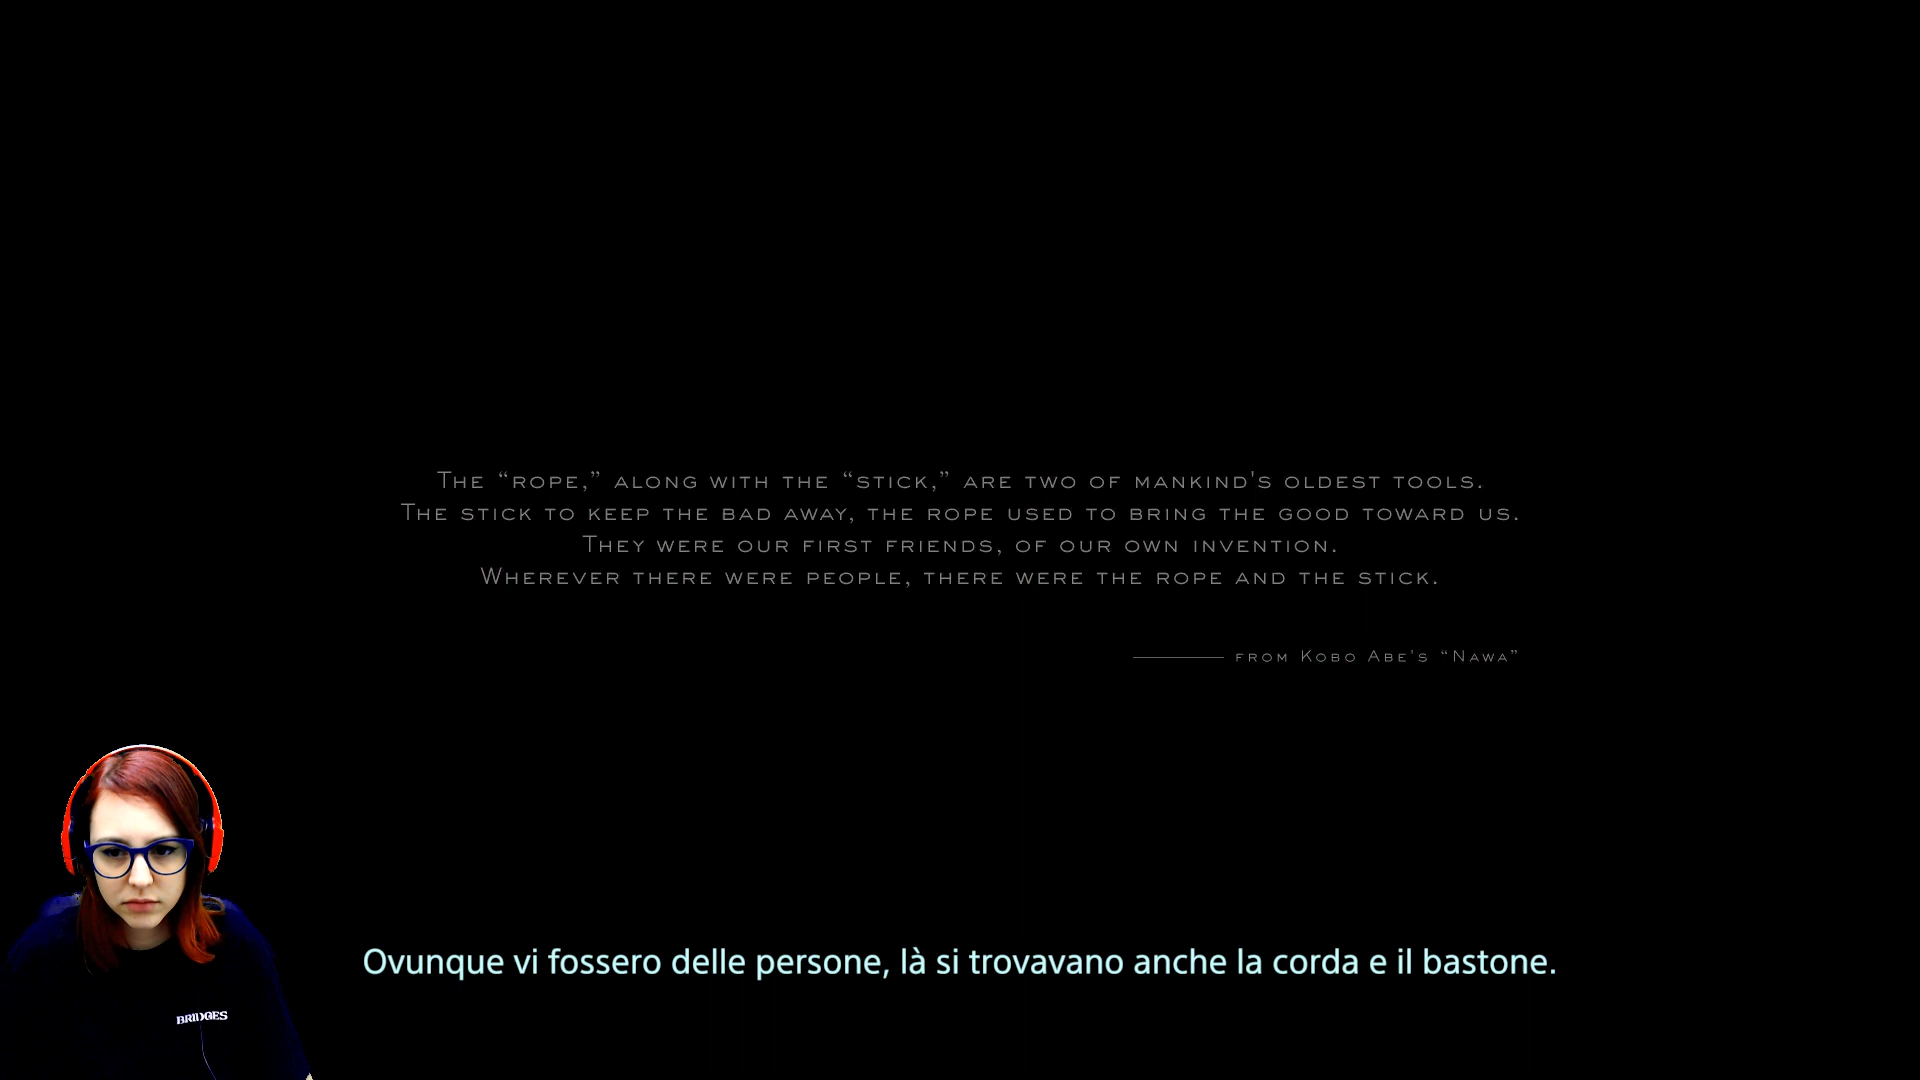 The “rope,” along with the “stick,” are two of mankind's oldest tools.
The stick to keep the bad away, the rope used to bring the good toward us.
They were our first friends, of our own invention.
Wherever there were people, there were the rope and the stick.
from Kobo Abe's “Nawa”
BRIDGES
Ovunque vi fossero delle persone, là si trovavano anche la corda e il bastone.